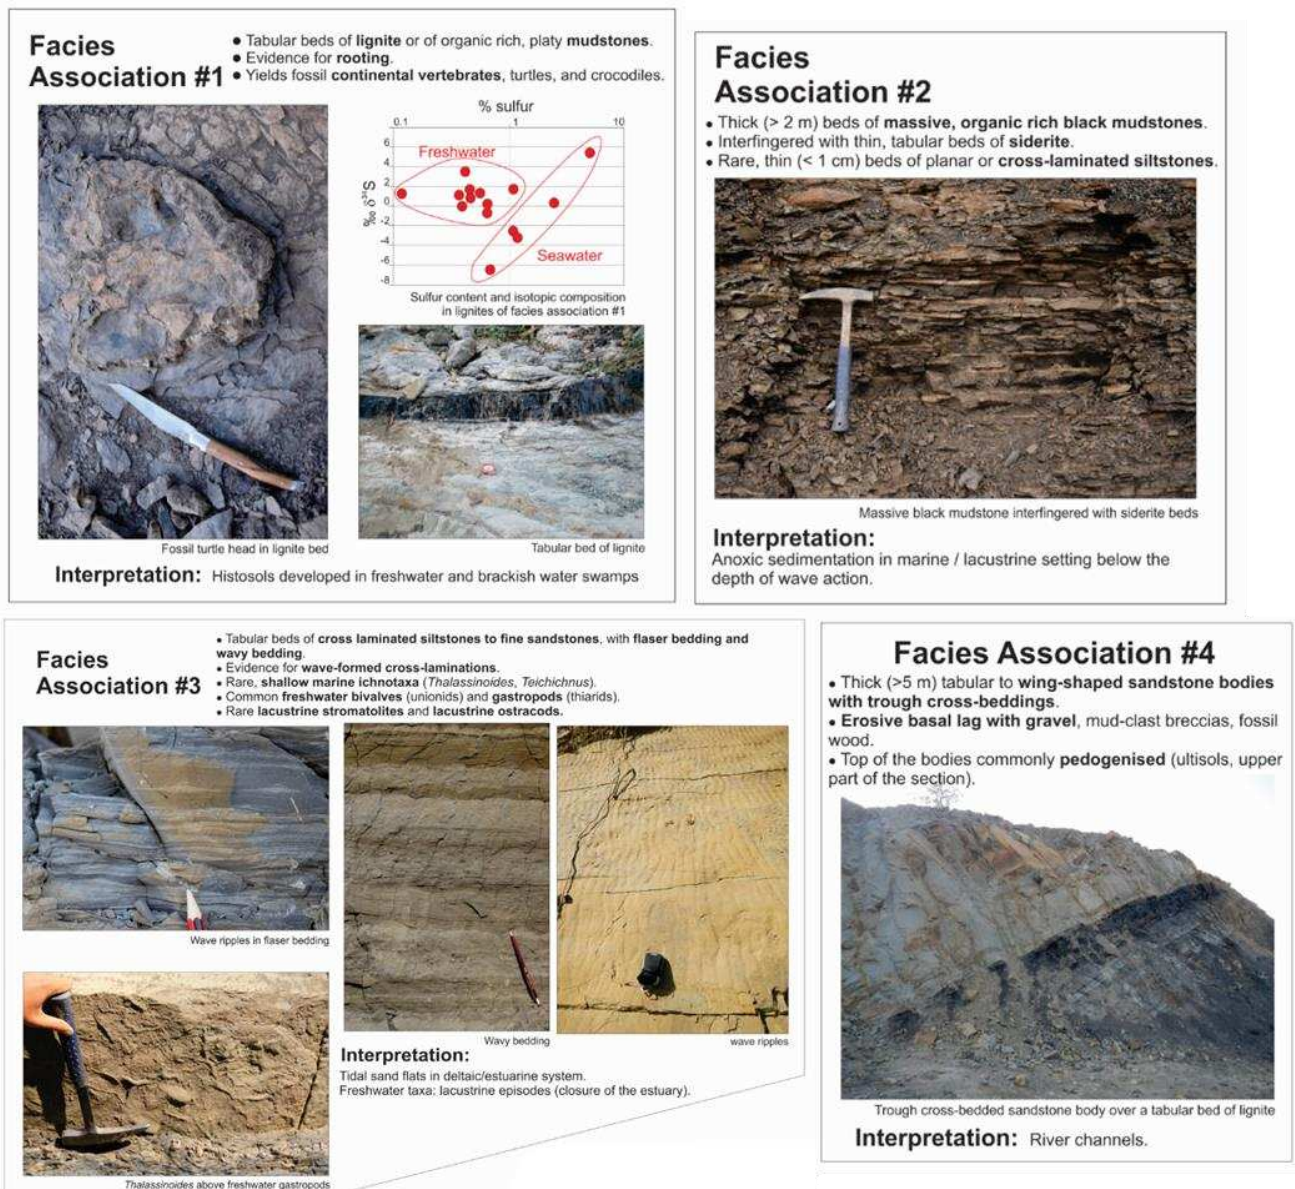 Facies
Association #1
● Tabular beds of lignite or of organic rich, platy mudstones.
● Evidence for rooting.
● Yields fossil continental vertebrates, turtles, and crocodiles.
% sulfur
0.1
1
10
6
4
2
0
-2
-4
-6
-8
‰ δ³⁴S
Freshwater
Seawater
Sulfur content and isotopic composition
in lignites of facies association #1
Fossil turtle head in lignite bed
Tabular bed of lignite
Interpretation: Histosols developed in freshwater and brackish water swamps
Facies
Association #2
● Thick (> 2 m) beds of massive, organic rich black mudstones.
● Interfingered with thin, tabular beds of siderite.
● Rare, thin (< 1 cm) beds of planar or cross-laminated siltstones.
Massive black mudstone interfingered with siderite beds
Interpretation:
Anoxic sedimentation in marine / lacustrine setting below the
depth of wave action.
Facies
Association #3
● Tabular beds of cross laminated siltstones to fine sandstones, with flaser bedding and
wavy bedding.
● Evidence for wave-formed cross-laminations.
● Rare, shallow marine ichnotaxa (Thalassinoides, Teichichnus).
● Common freshwater bivalves (unionids) and gastropods (thiarids).
● Rare lacustrine stromatolites and lacustrine ostracods.
Wave ripples in flaser bedding
Wavy bedding
wave ripples
Interpretation:
Tidal sand flats in deltaic/estuarine system.
Freshwater taxa: lacustrine episodes (closure of the estuary).
Thalassinoides above freshwater gastropods
Facies Association #4
● Thick (>5 m) tabular to wing-shaped sandstone bodies
with trough cross-beddings.
● Erosive basal lag with gravel, mud-clast breccias, fossil
wood.
● Top of the bodies commonly pedogenised (ultisols, upper
part of the section).
Trough cross-bedded sandstone body over a tabular bed of lignite
Interpretation: River channels.